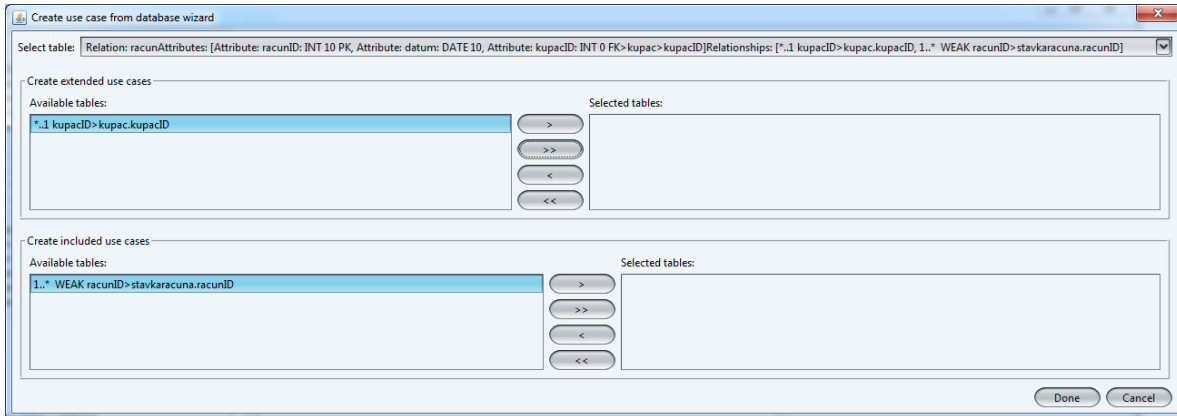 Create use case from database wizard
Select table: Relation: racunAttributes: [Attribute: racunID: INT 10 PK, Attribute: datum: DATE 10, Attribute: kupacID: INT 0 FK>kupac>kupacID]Relationships: [*..1 kupacID>kupac.kupacID, 1..*  WEAK racunID>stavkaracuna.racunID]
Create extended use cases
Available tables:
Selected tables:
*..1 kupacID>kupac.kupacID
>
>>
<
<<
Create included use cases
Available tables:
Selected tables:
1..*  WEAK racunID>stavkaracuna.racunID
>
>>
<
<<
Done
Cancel